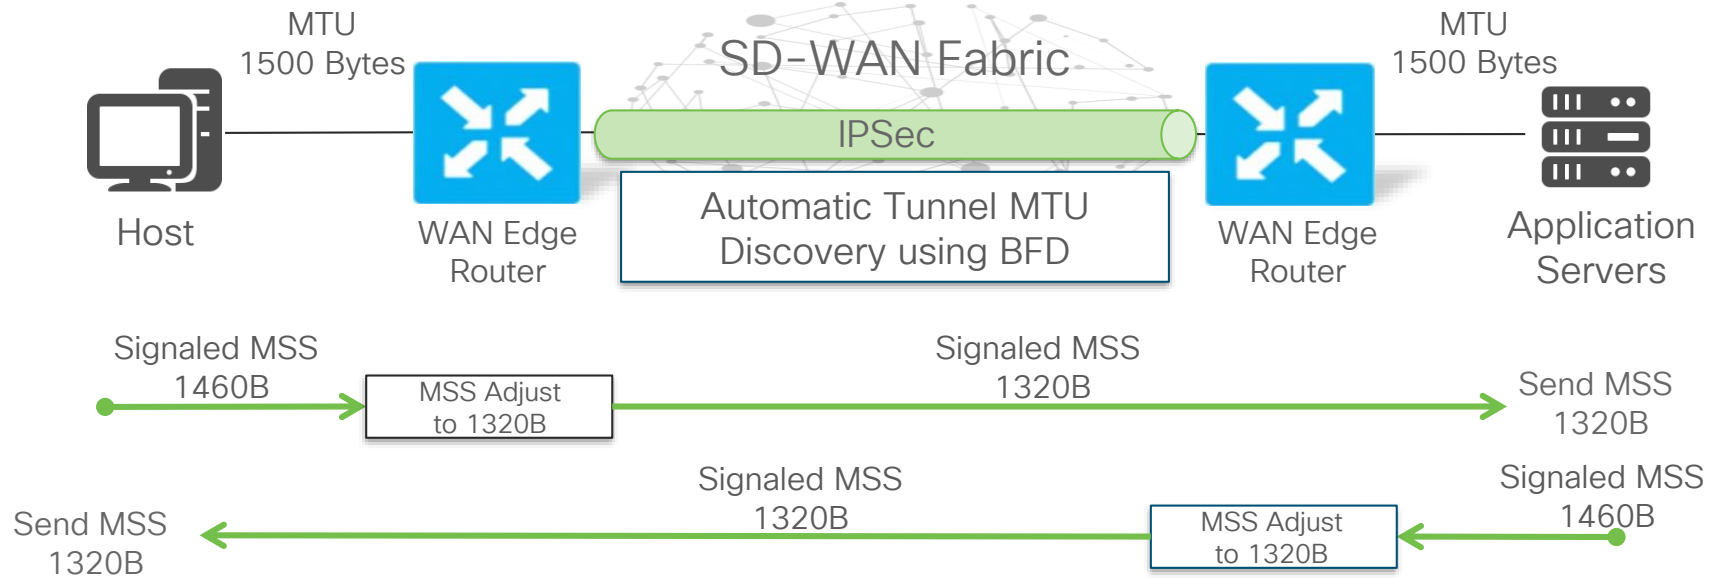 MTU
1500 Bytes
SD-WAN Fabric
MTU
1500 Bytes
IPSec
Automatic Tunnel MTU
Discovery using BFD
Host
WAN Edge
Router
WAN Edge
Router
Application
Servers
Signaled MSS
1460B
MSS Adjust
to 1320B
Signaled MSS
1320B
Send MSS
1320B
Send MSS
1320B
Signaled MSS
1320B
MSS Adjust
to 1320B
Signaled MSS
1460B